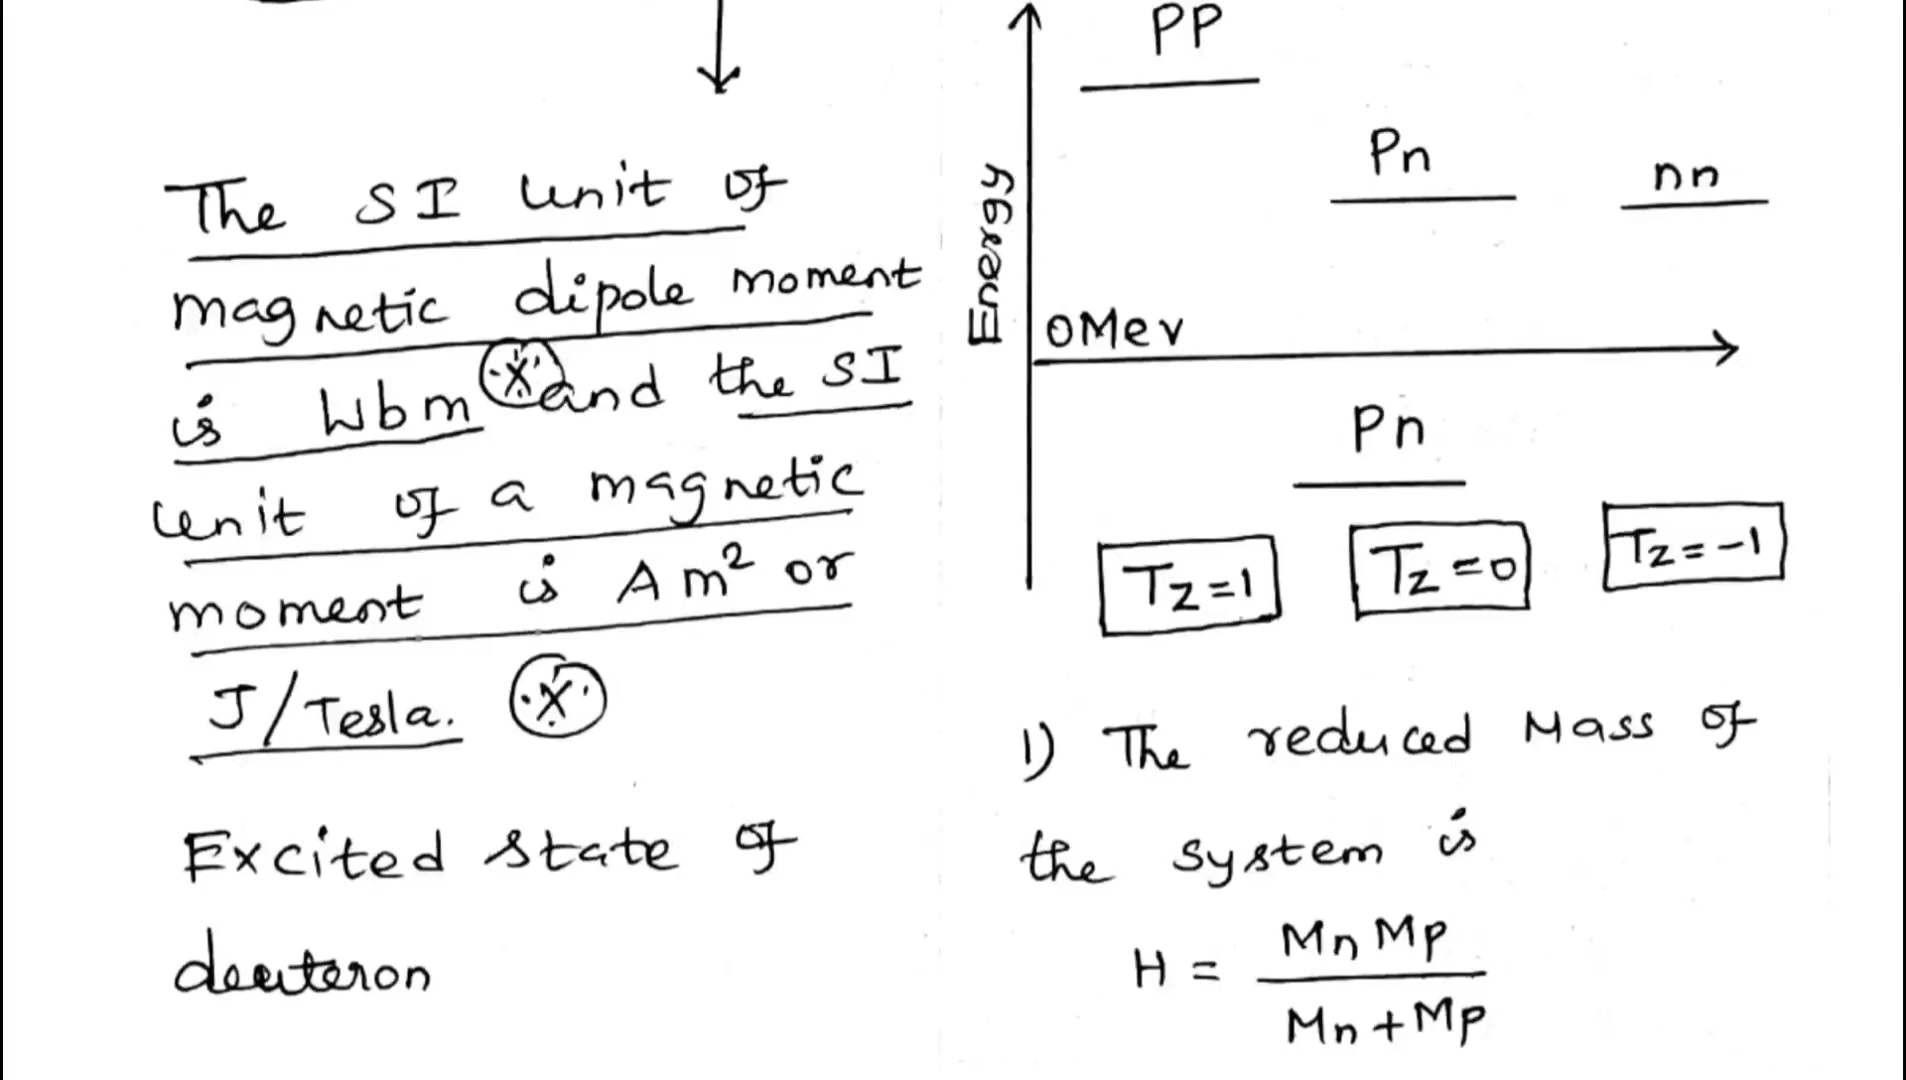 The SI unit of
magnetic dipole moment
is Wbm and the SI
unit of a magnetic
moment is Am² or
J/Tesla.
Excited state of
deuteron
PP
Pn
nn
Energy
0Mev
Pn
Tz=1
Tz=0
Tz=-1
1) The reduced Mass of
the system is
H = Mn Mp
Mn+Mp